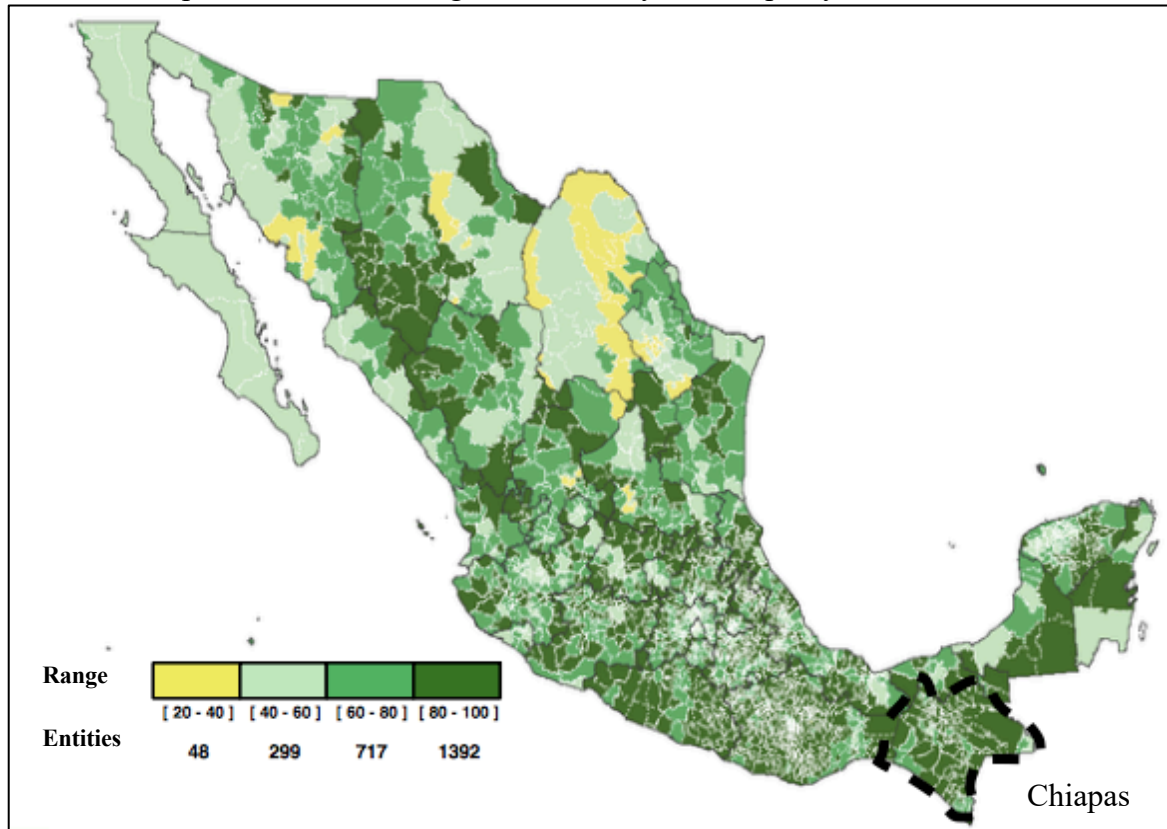 Range
[ 20 - 40 ] [ 40 - 60 ] [ 60 - 80 ] [ 80 - 100 ]
Entities
48 299 717 1392
Chiapas